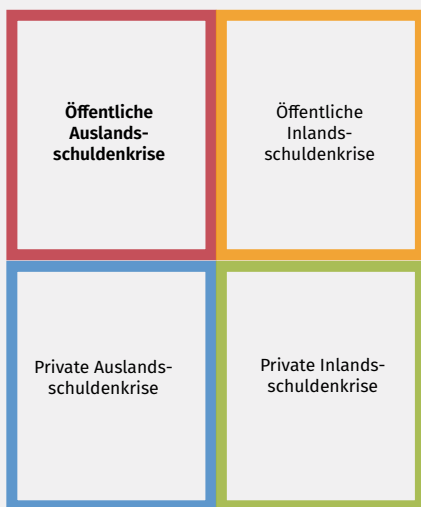 Öffentliche
Auslands-
schuldenkrise
Öffentliche
Inlands-
schuldenkrise
Private Auslands-
schuldenkrise
Private Inlands-
schuldenkrise